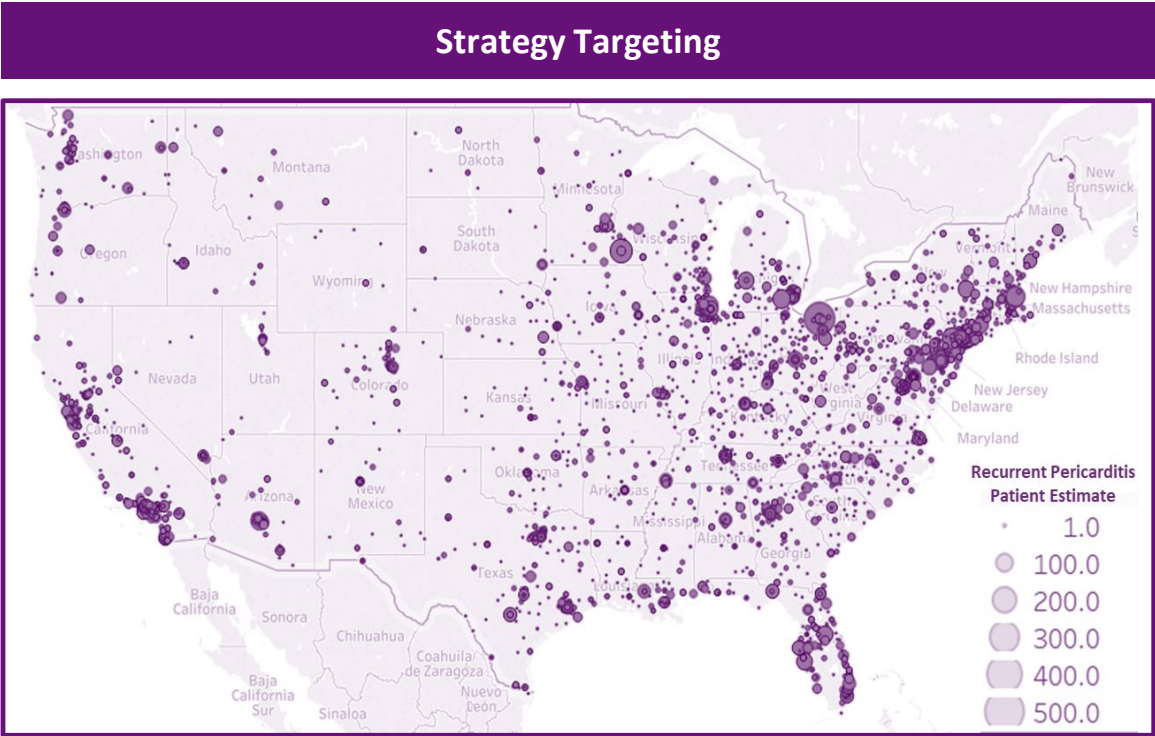 Strategy Targeting
Washington
Montana
North
Dakota
Minnesota
New
Brunswick
Maine
Oregon
Idaho
South
Dakota
Wisconsin
Vermont
Wyoming
New Hampshire
Massachusetts
Iowa
Nebraska
Rhode Island
Nevada
Utah
Colorado
Illinois
Kansas
Missouri
West
Virginia
Kentucky
Virginia
New Jersey
Delaware
California
Maryland
Arizona
New
Mexico
Oklahoma
Arkansas
Tennessee
South
Mississippi
Alabama
Georgia
Texas
Louisiana
Baja
California
Sonora
Chihuahua
Coahuila
de Zaragoza
Baja
California
Sur
Sinaloa
Nuevo
León
Recurrent Pericarditis
Patient Estimate
1.0
100.0
200.0
300.0
400.0
500.0